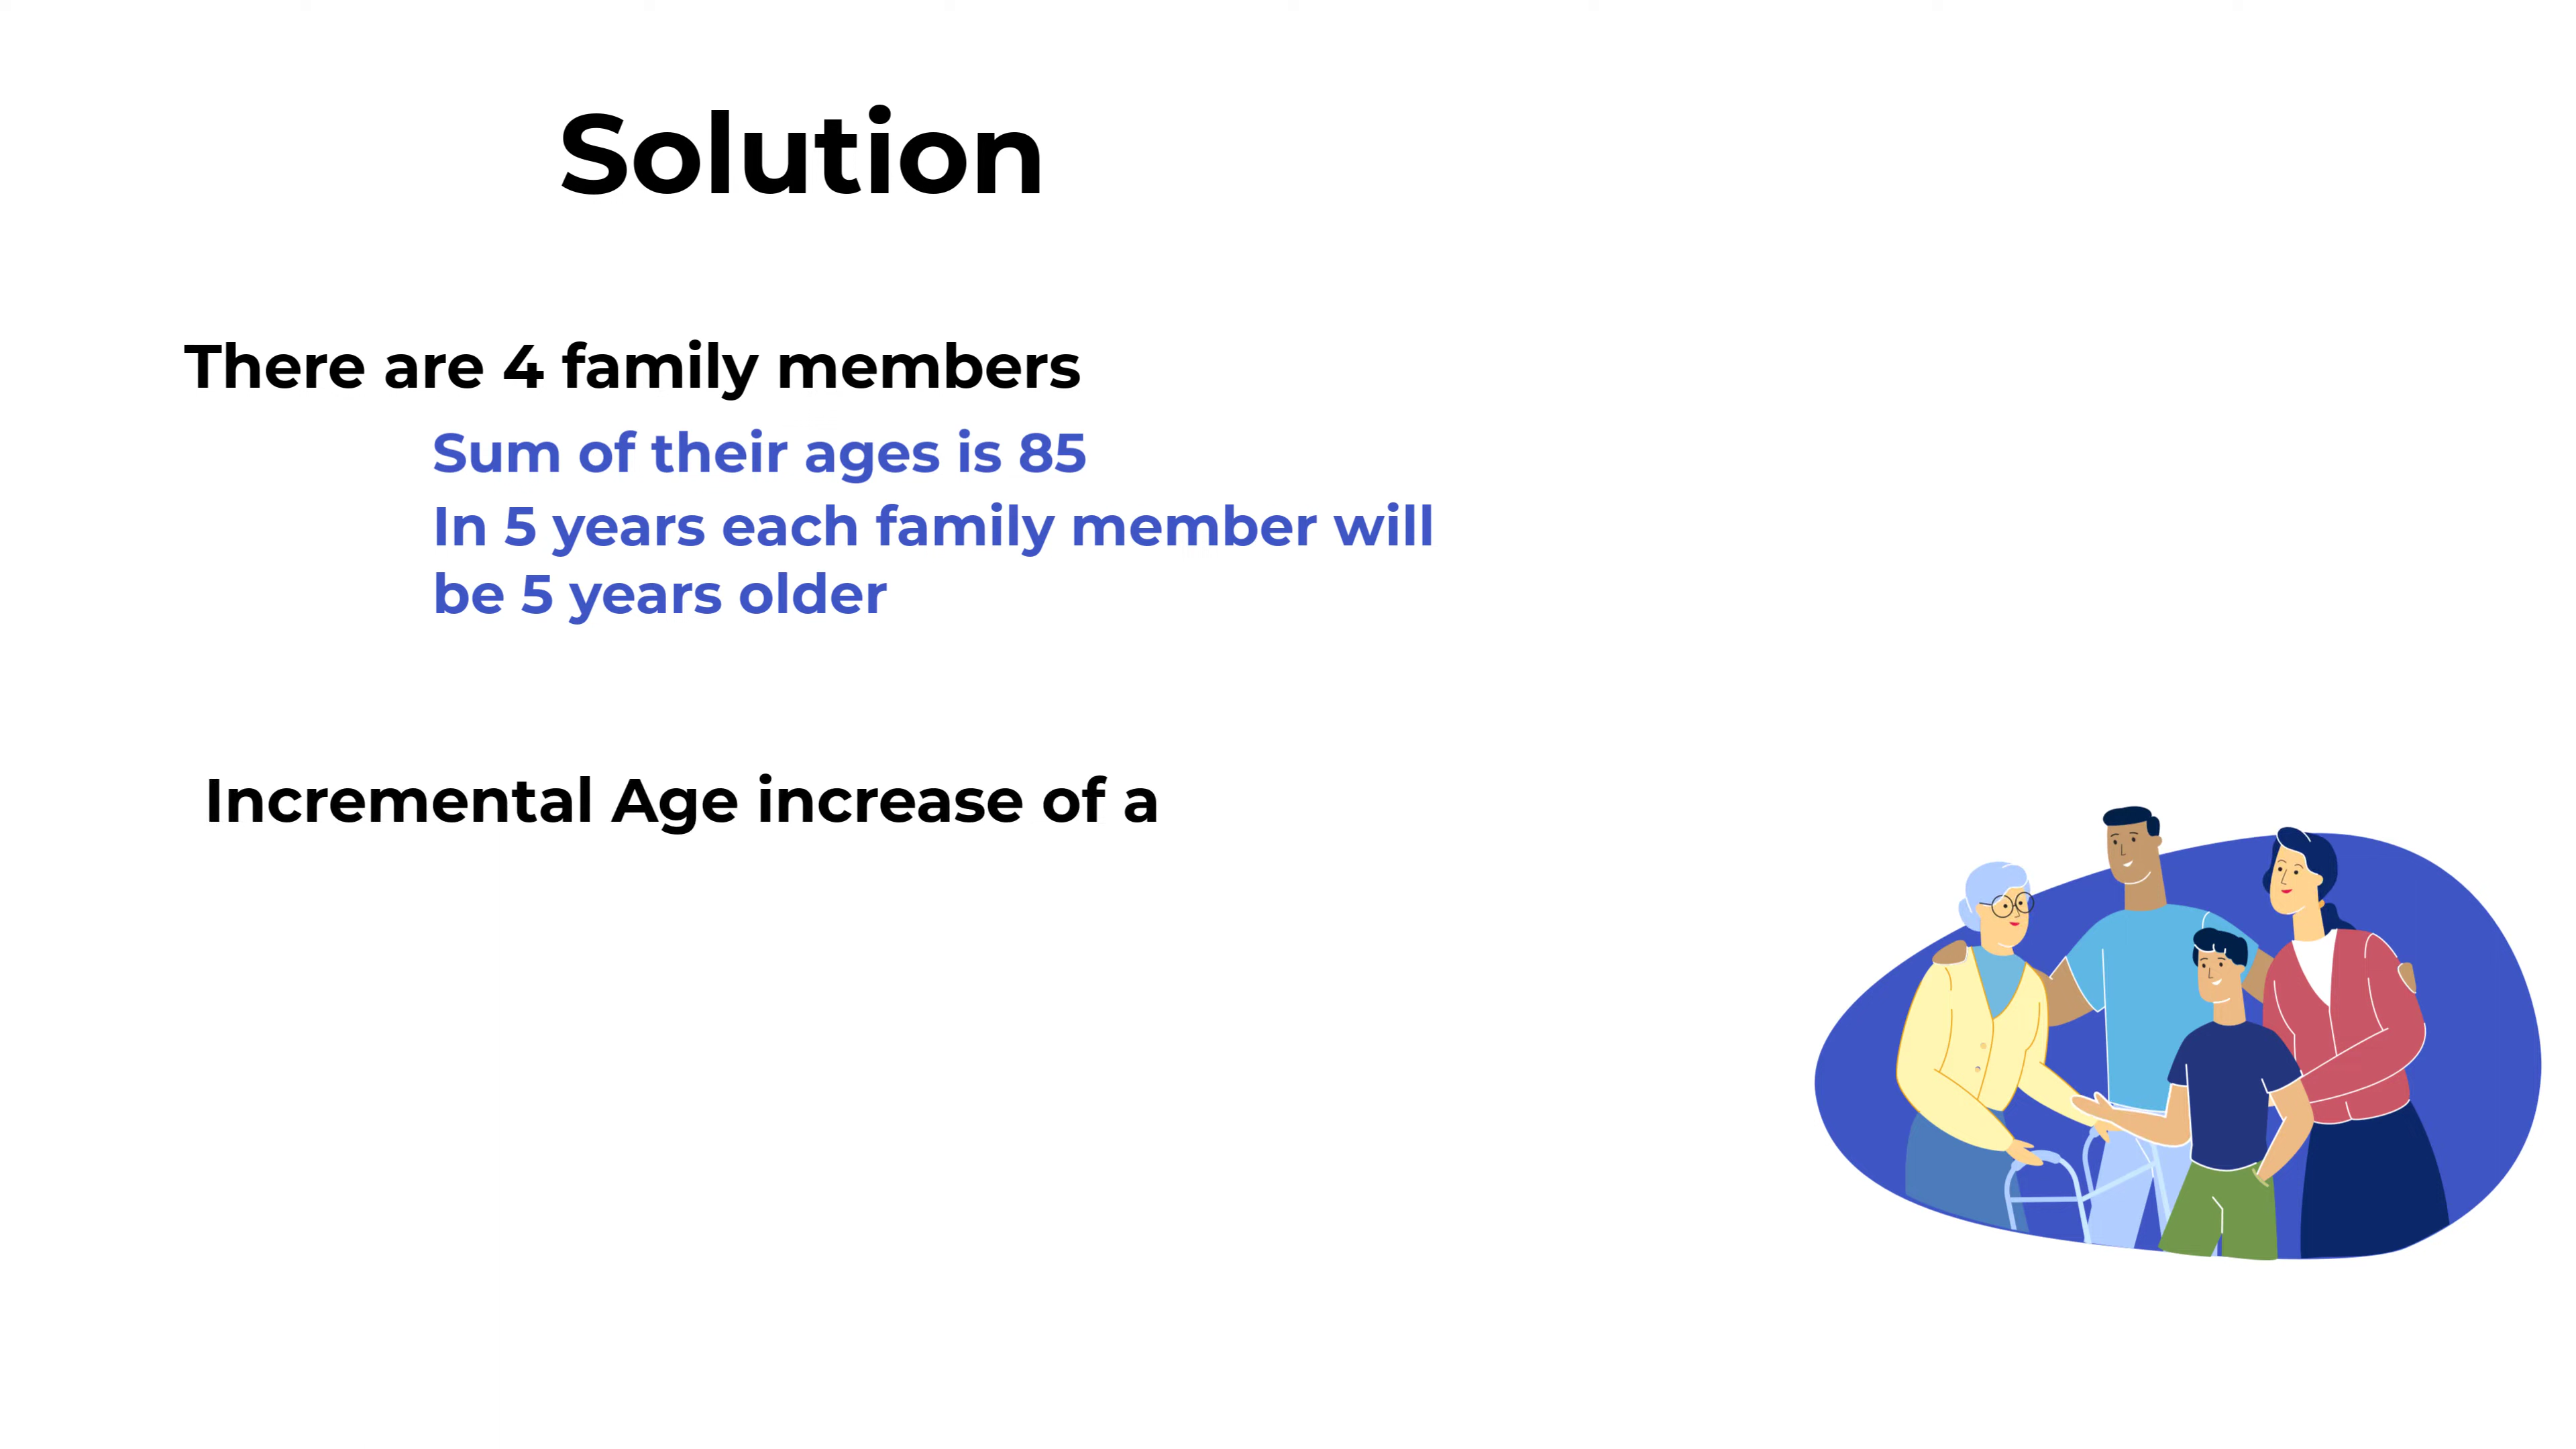 Solution
There are 4 family members
Sum of their ages is 85
In 5 years each family member will
be 5 years older
Incremental Age increase of a